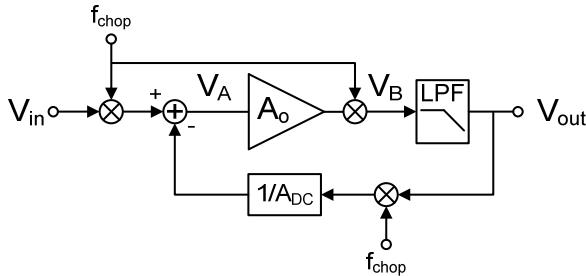 fchop
Vin
+
+
-
VA
Ao
VB
LPF
Vout
1/ADC
fchop